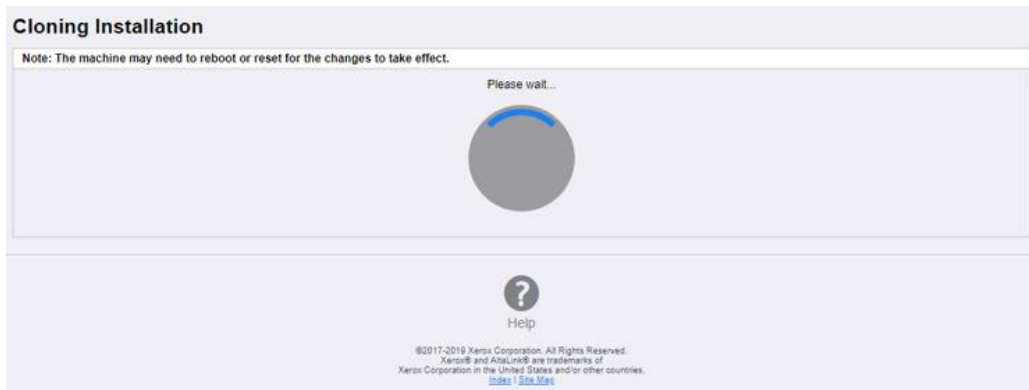 Cloning Installation
Note: The machine may need to reboot or reset for the changes to take effect.
Please wait...
?
Help
©2017-2019 Xerox Corporation. All Rights Reserved.
Xerox® and AltaLink® are trademarks of
Xerox Corporation in the United States and/or other countries.
Index | Site Map